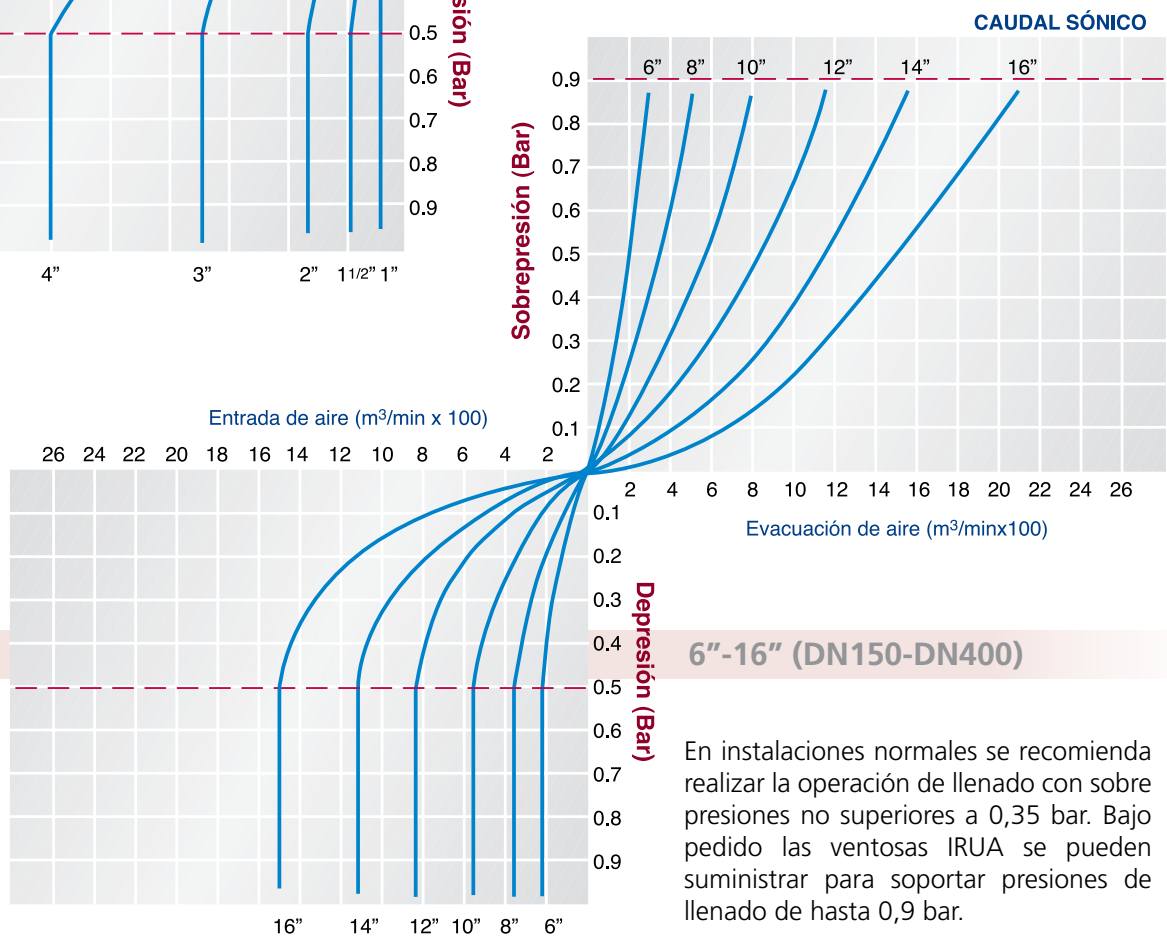 CAUDAL SÓNICO
0.5
0.6
0.7
0.8
0.9
sión (Bar)
4” 3” 2” 11/2” 1”
6” 8” 10” 12” 14” 16”
Sobrepresión (Bar)
0.9
0.8
0.7
0.6
0.5
0.4
0.3
0.2
0.1
2 4 6 8 10 12 14 16 18 20 22 24 26
Evacuación de aire (m³/minx100)
Entrada de aire (m³/min x 100)
26 24 22 20 18 16 14 12 10 8 6 4 2
0.1
0.2
0.3
0.4
0.5
0.6
0.7
0.8
0.9
Depresión (Bar)
16” 14” 12” 10” 8” 6”
6”-16” (DN150-DN400)
En instalaciones normales se recomienda
realizar la operación de llenado con sobre
presiones no superiores a 0,35 bar. Bajo
pedido las ventosas IRUA se pueden
suministrar para soportar presiones de
llenado de hasta 0,9 bar.